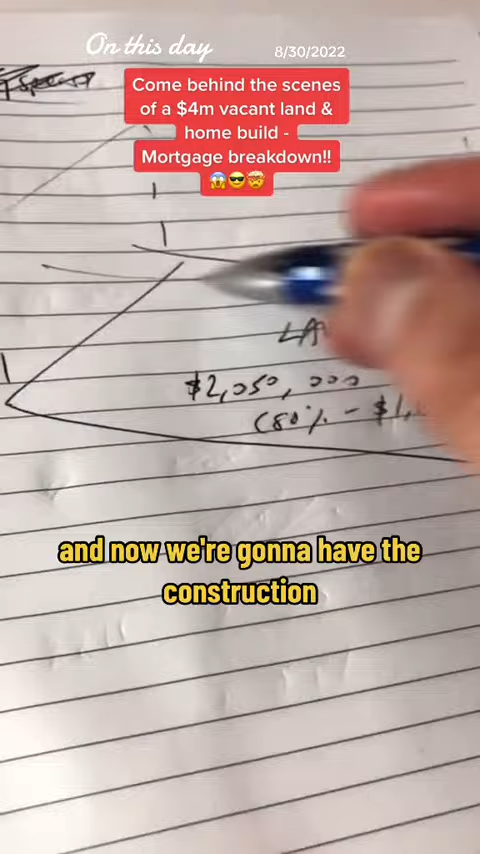 On this day
8/30/2022
Come behind the scenes
of a $4m vacant land &
home build -
Mortgage breakdown!!
😱😎🤯
$2,050,000
(80% - $1,
and now we're gonna have the
construction